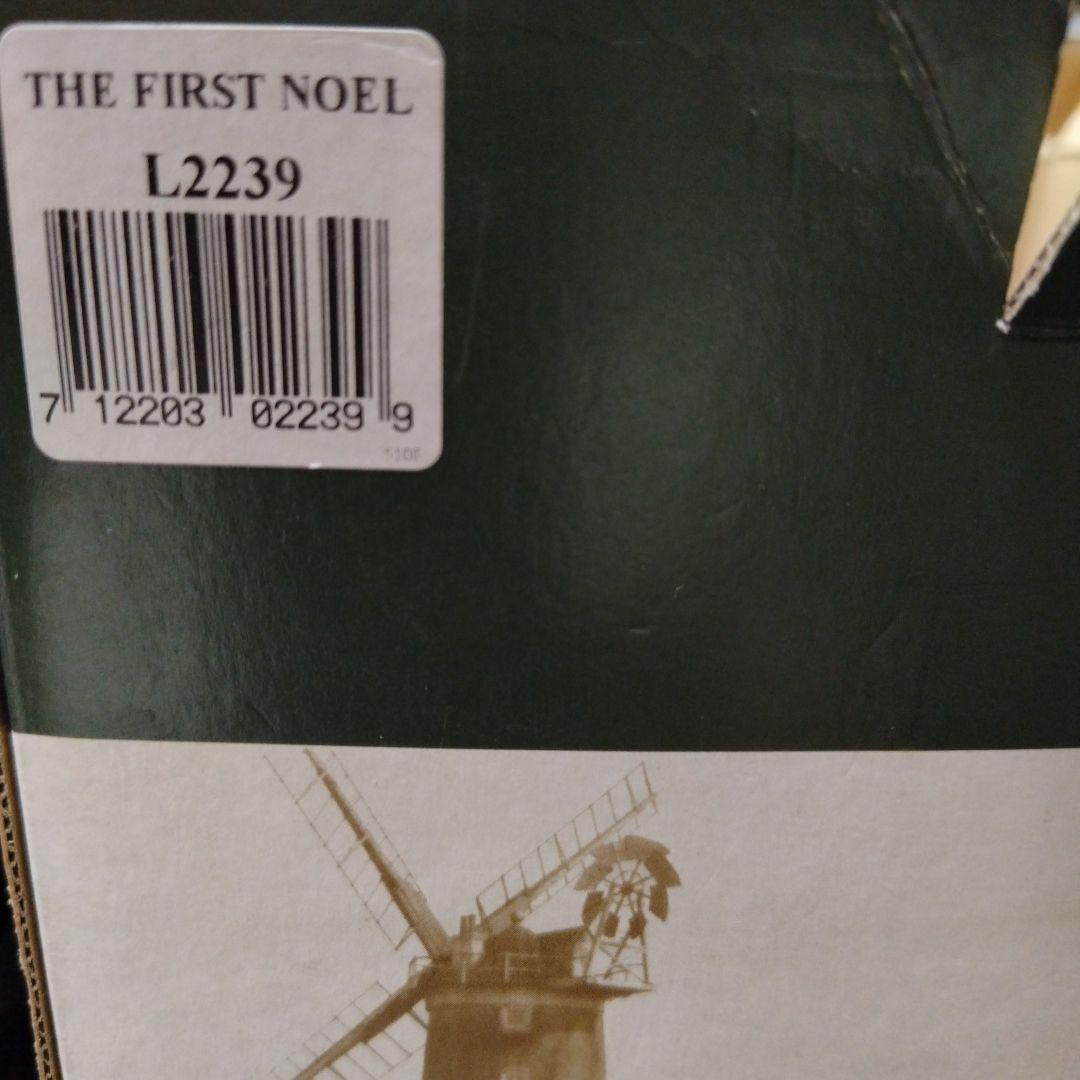 THE FIRST NOEL
L2239
7 12203 02239 9